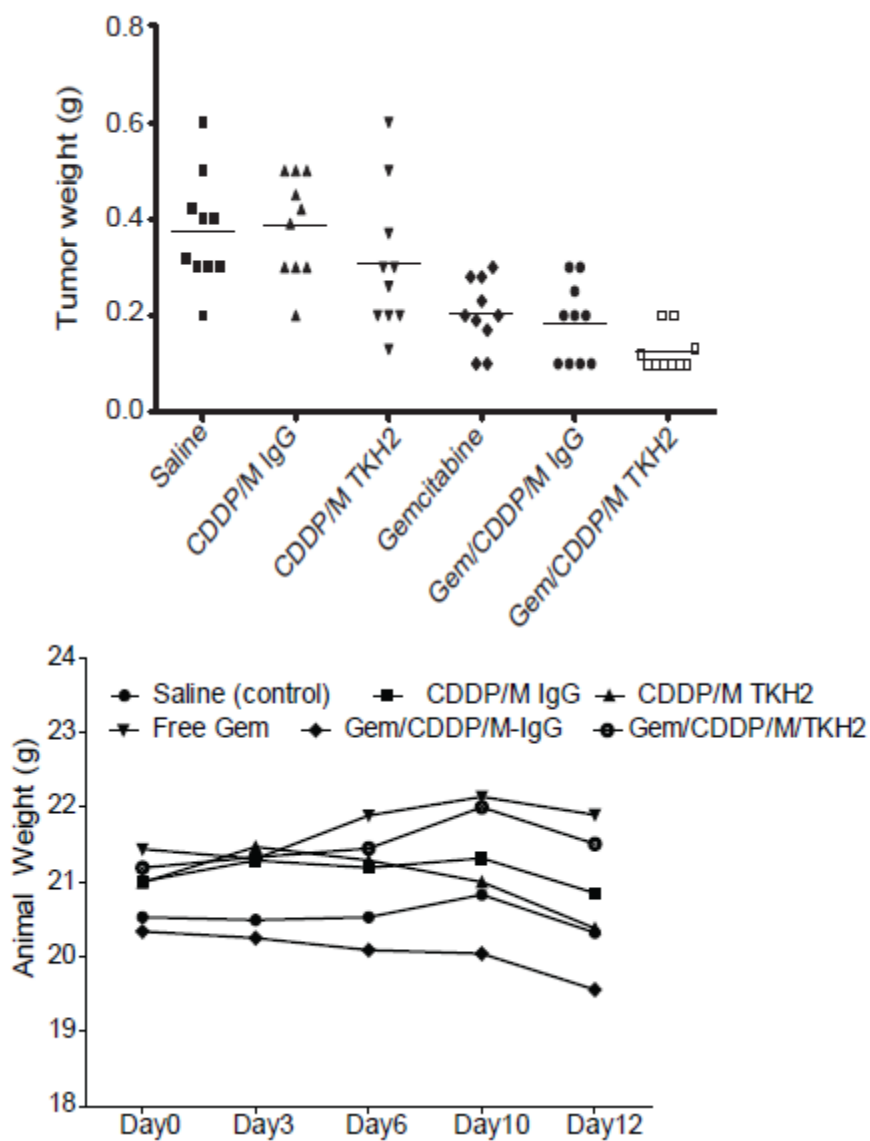 0.8
0.6
0.4
0.2
0.0
Tumor weight (g)
Saline
CDDP/M IgG
CDDP/M TKH2
Gemcitabine
Gem/CDDP/M IgG
Gem/CDDP/M TKH2
24
23
22
21
20
19
18
Animal Weight (g)
Saline (control) CDDP/M IgG CDDP/M TKH2
Free Gem Gem/CDDP/M-IgG Gem/CDDP/M/TKH2
Day0 Day3 Day6 Day10 Day12